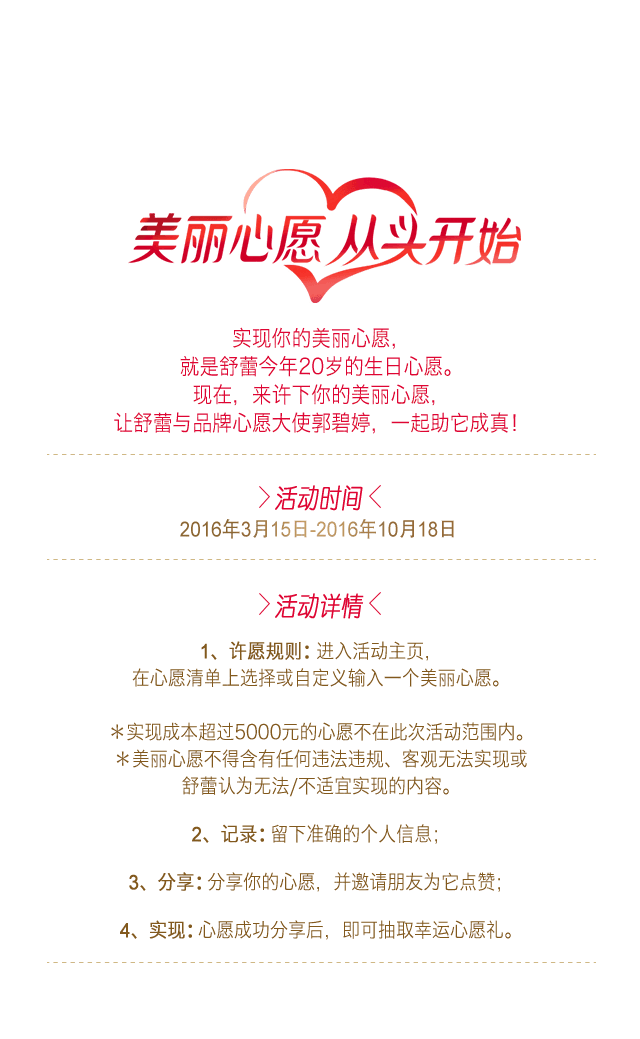 美丽心愿 从头开始
实现你的美丽心愿，
就是舒蕾今年20岁的生日心愿。
现在，来许下你的美丽心愿，
让舒蕾与品牌心愿大使郭碧婷，一起助它成真！
〉活动时间〈
2016年3月15日-2016年10月18日
〉活动详情〈
1、许愿规则：进入活动主页，
在心愿清单上选择或自定义输入一个美丽心愿。
＊实现成本超过5000元的心愿不在此次活动范围内。
＊美丽心愿不得含有任何违法违规、客观无法实现或
舒蕾认为无法/不适宜实现的内容。
2、记录：留下准确的个人信息；
3、分享：分享你的心愿，并邀请朋友为它点赞；
4、实现：心愿成功分享后，即可抽取幸运心愿礼。